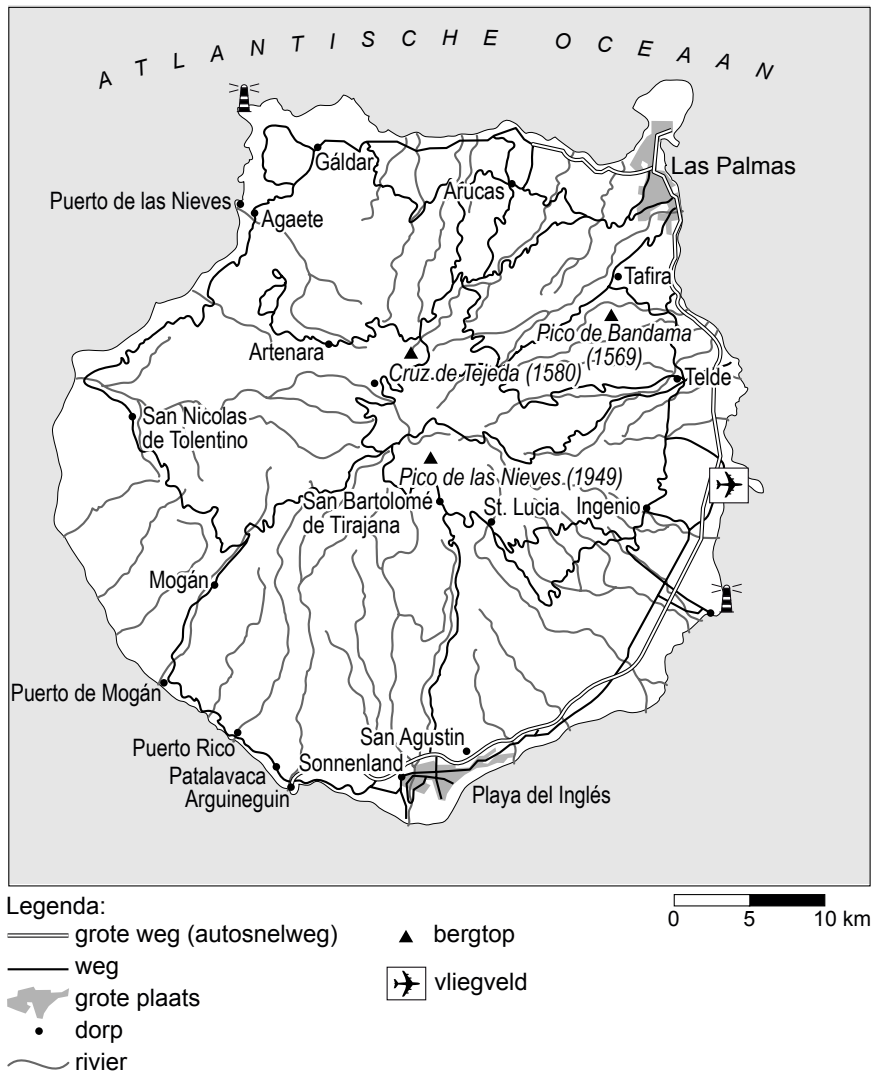 ATLANTISCHE OCEAAN
Gáldar
Las Palmas
Arucas
Puerto de las Nieves
Agaete
Tafira
Pico de Bandama
(1569)
Artenara
Cruz de Tejeda (1580)
Telde
San Nicolas
de Tolentino
Pico de las Nieves (1949)
San Bartolomé
de Tirajana
St. Lucia
Ingenio
Mogán
Puerto de Mogán
San Agustin
Puerto Rico
Sonnenland
Patalavaca
Arguineguin
Playa del Inglés
Legenda:
grote weg (autosnelweg)
weg
grote plaats
dorp
rivier
bergtop
vliegveld
0 5 10 km